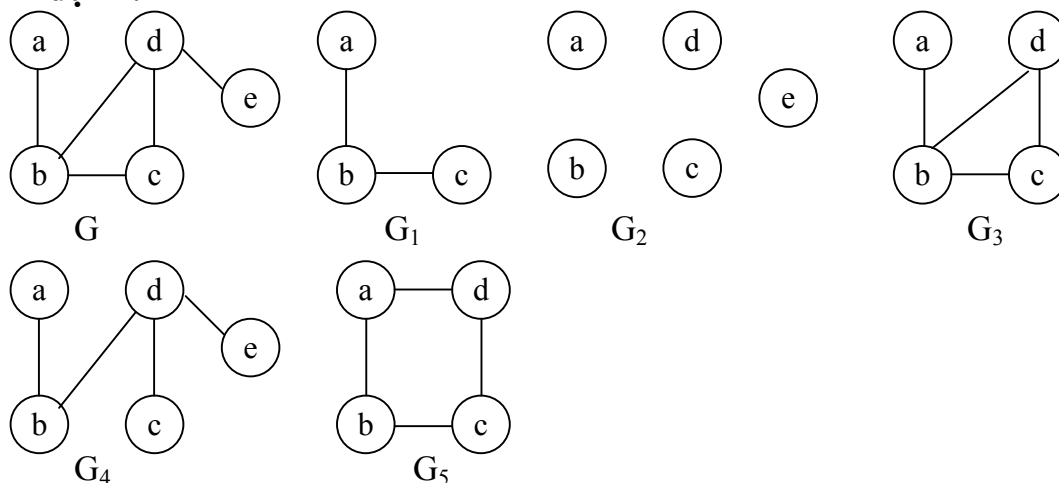 a d a a d a d
e e
b c b c b c b c
G G₁ G₂ G₃
a d a d
e
b c b c
G₄ G₅